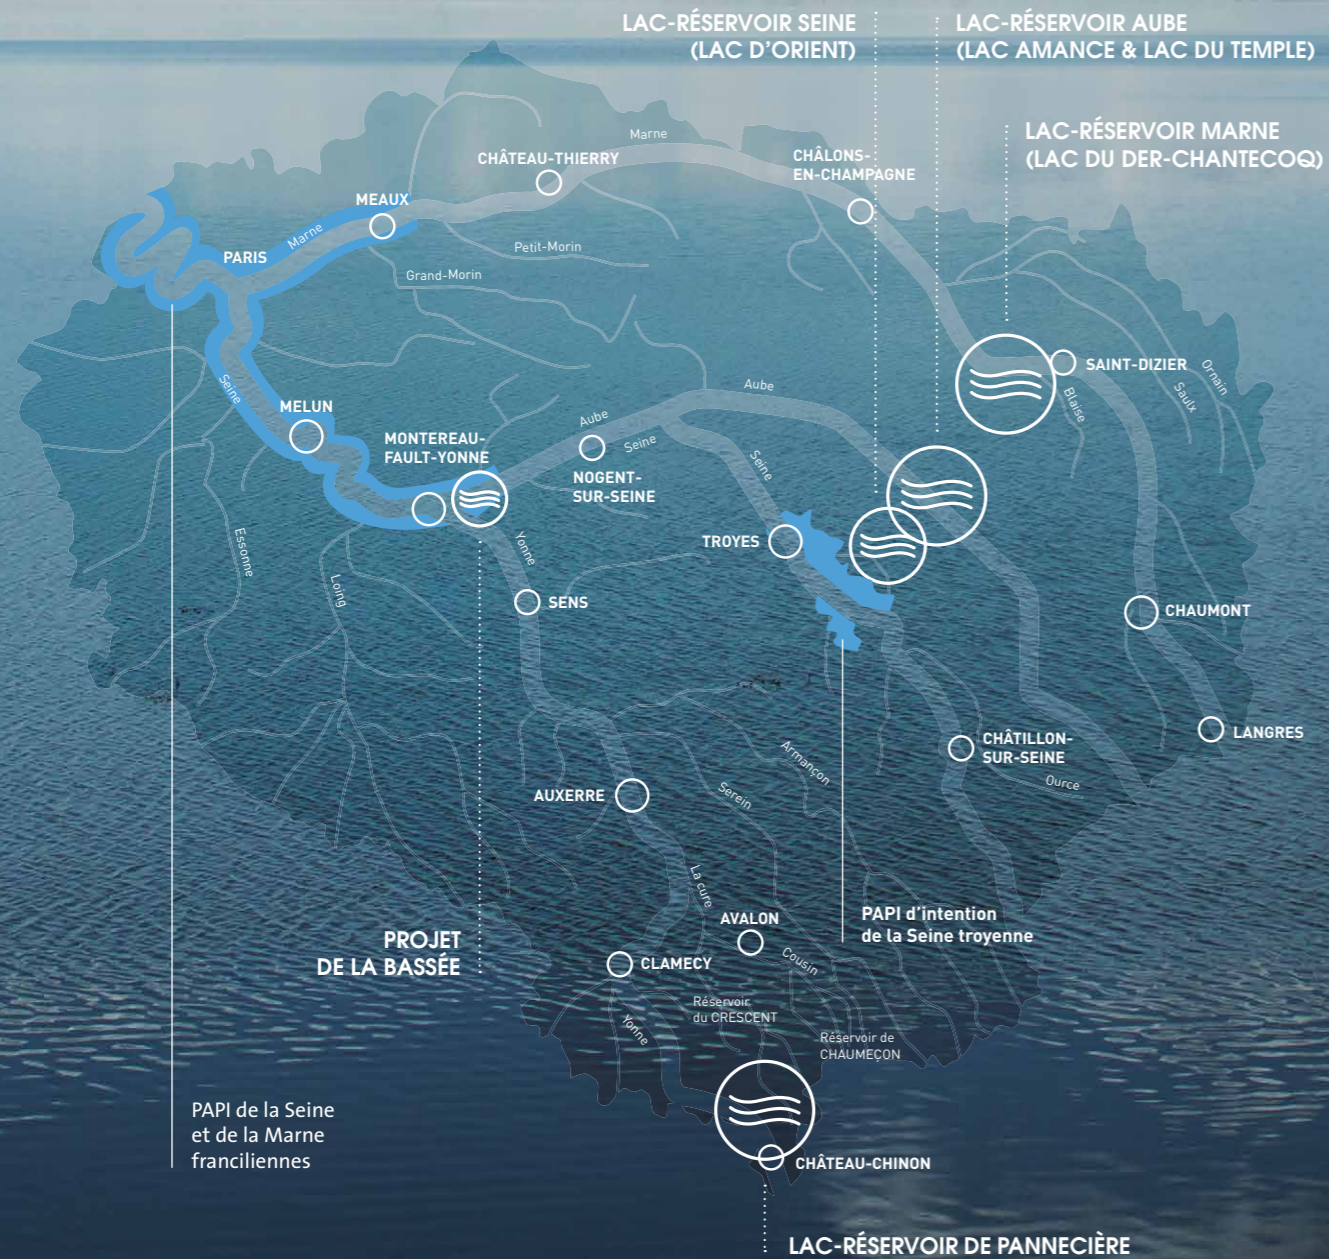 LAC-RÉSERVOIR SEINE
(LAC D'ORIENT)
LAC-RÉSERVOIR AUBE
(LAC AMANCE & LAC DU TEMPLE)
LAC-RÉSERVOIR MARNE
(LAC DU DER-CHANTECOQ)
Marne
CHÂTEAU-THIERRY
CHÂLONS-
EN-CHAMPAGNE
MEAUX
Marne
PARIS
Petit-Morin
Grand-Morin
SAINT-DIZIER
Ornain
Saulx
Blaise
Seine
Aube
MELUN
Aube
Seine
MONTEREAU-
FAULT-YONNE
NOGENT-
SUR-SEINE
Seine
TROYES
Essonne
Yonne
Loing
SENS
CHAUMONT
LANGRES
CHÂTILLON-
SUR-SEINE
Ource
Armançon
Serein
AUXERRE
La cure
AVALON
PAPI d'intention
de la Seine troyenne
PROJET
DE LA BASSÉE
CLAMECY
Cousin
Réservoir
du CRESCENT
Yonne
Réservoir de
CHAUMEÇON
PAPI de la Seine
et de la Marne
franciliennes
CHÂTEAU-CHINON
LAC-RÉSERVOIR DE PANNECIÈRE